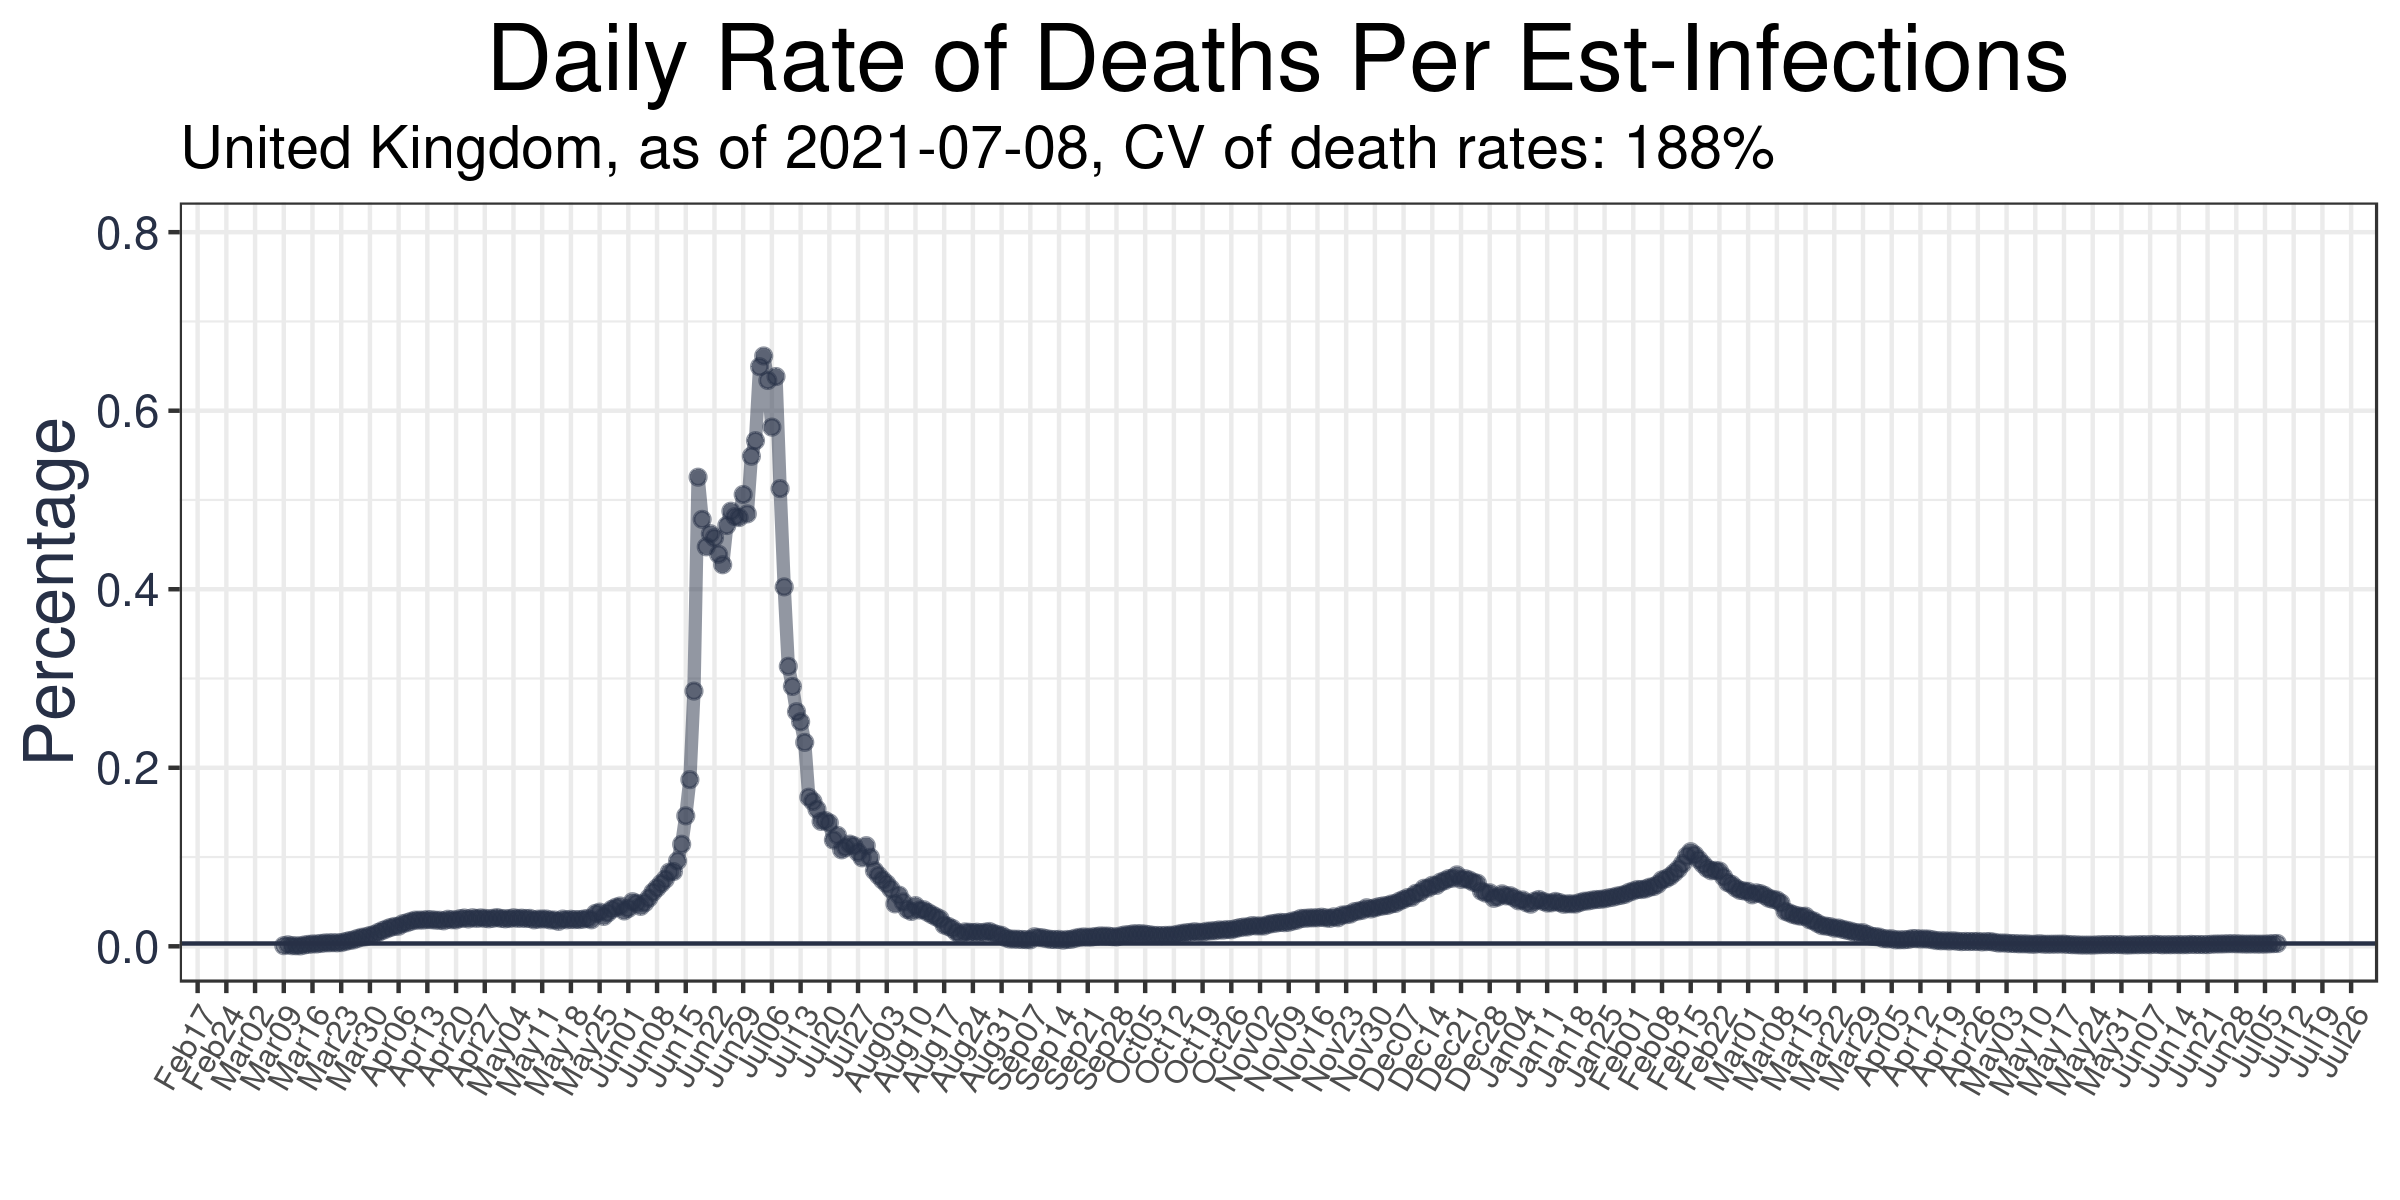 Daily Rate of Deaths Per Est-Infections
United Kingdom, as of 2021-07-08, CV of death rates: 188%
Percentage
0.8
0.6
0.4
0.2
0.0
Feb17
Feb24
Mar02
Mar09
Mar16
Mar23
Mar30
Apr06
Apr13
Apr20
Apr27
May04
May11
May18
May25
Jun01
Jun08
Jun15
Jun22
Jun29
Jul06
Jul13
Jul20
Jul27
Aug03
Aug10
Aug17
Aug24
Aug31
Sep07
Sep14
Sep21
Sep28
Oct05
Oct12
Oct19
Oct26
Nov02
Nov09
Nov16
Nov23
Nov30
Dec07
Dec14
Dec21
Dec28
Jan04
Jan11
Jan18
Jan25
Feb01
Feb08
Feb15
Feb22
Mar01
Mar08
Mar15
Mar22
Mar29
Apr05
Apr12
Apr19
Apr26
May03
May10
May17
May24
May31
Jun07
Jun14
Jun21
Jun28
Jul05
Jul12
Jul19
Jul26